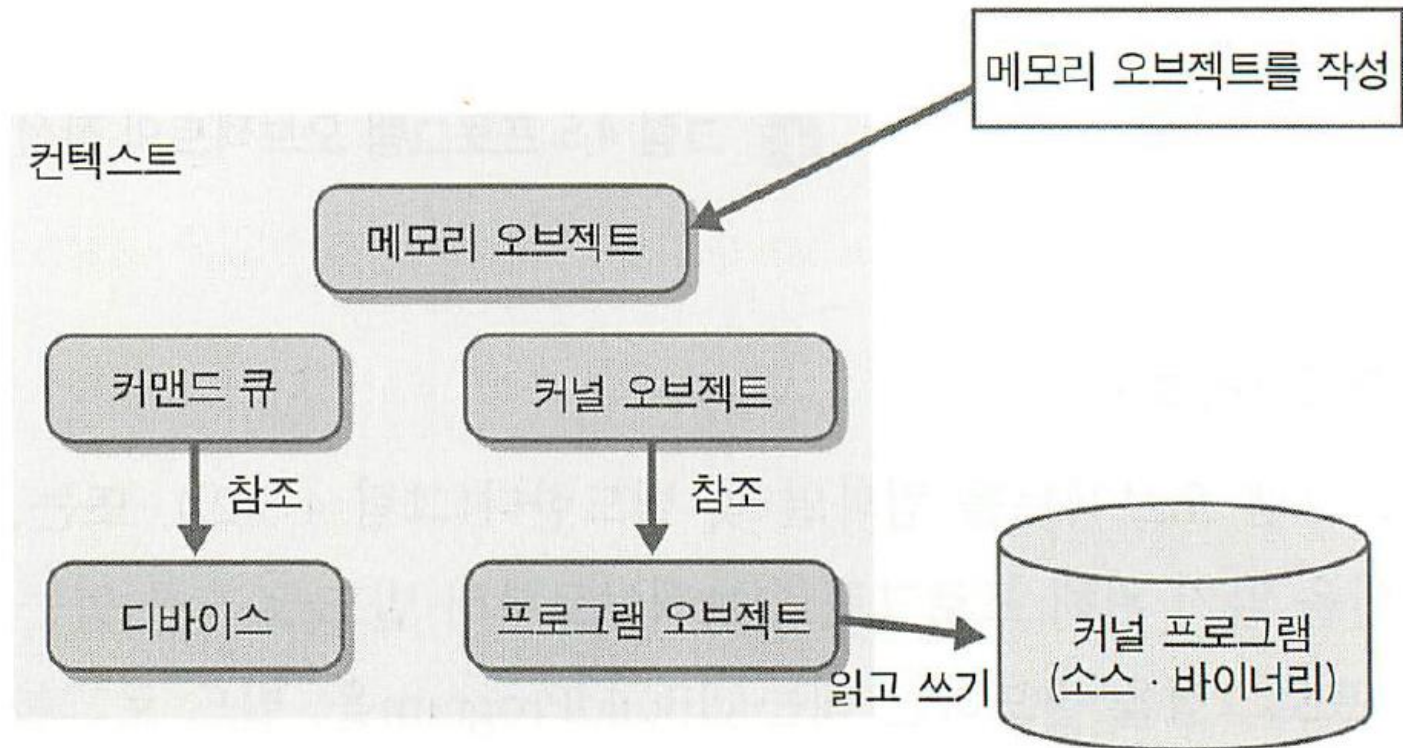 메모리 오브젝트를 작성
컨텍스트
메모리 오브젝트
커맨드 큐
커널 오브젝트
참조
참조
디바이스
프로그램 오브젝트
읽고 쓰기
커널 프로그램
(소스 · 바이너리)